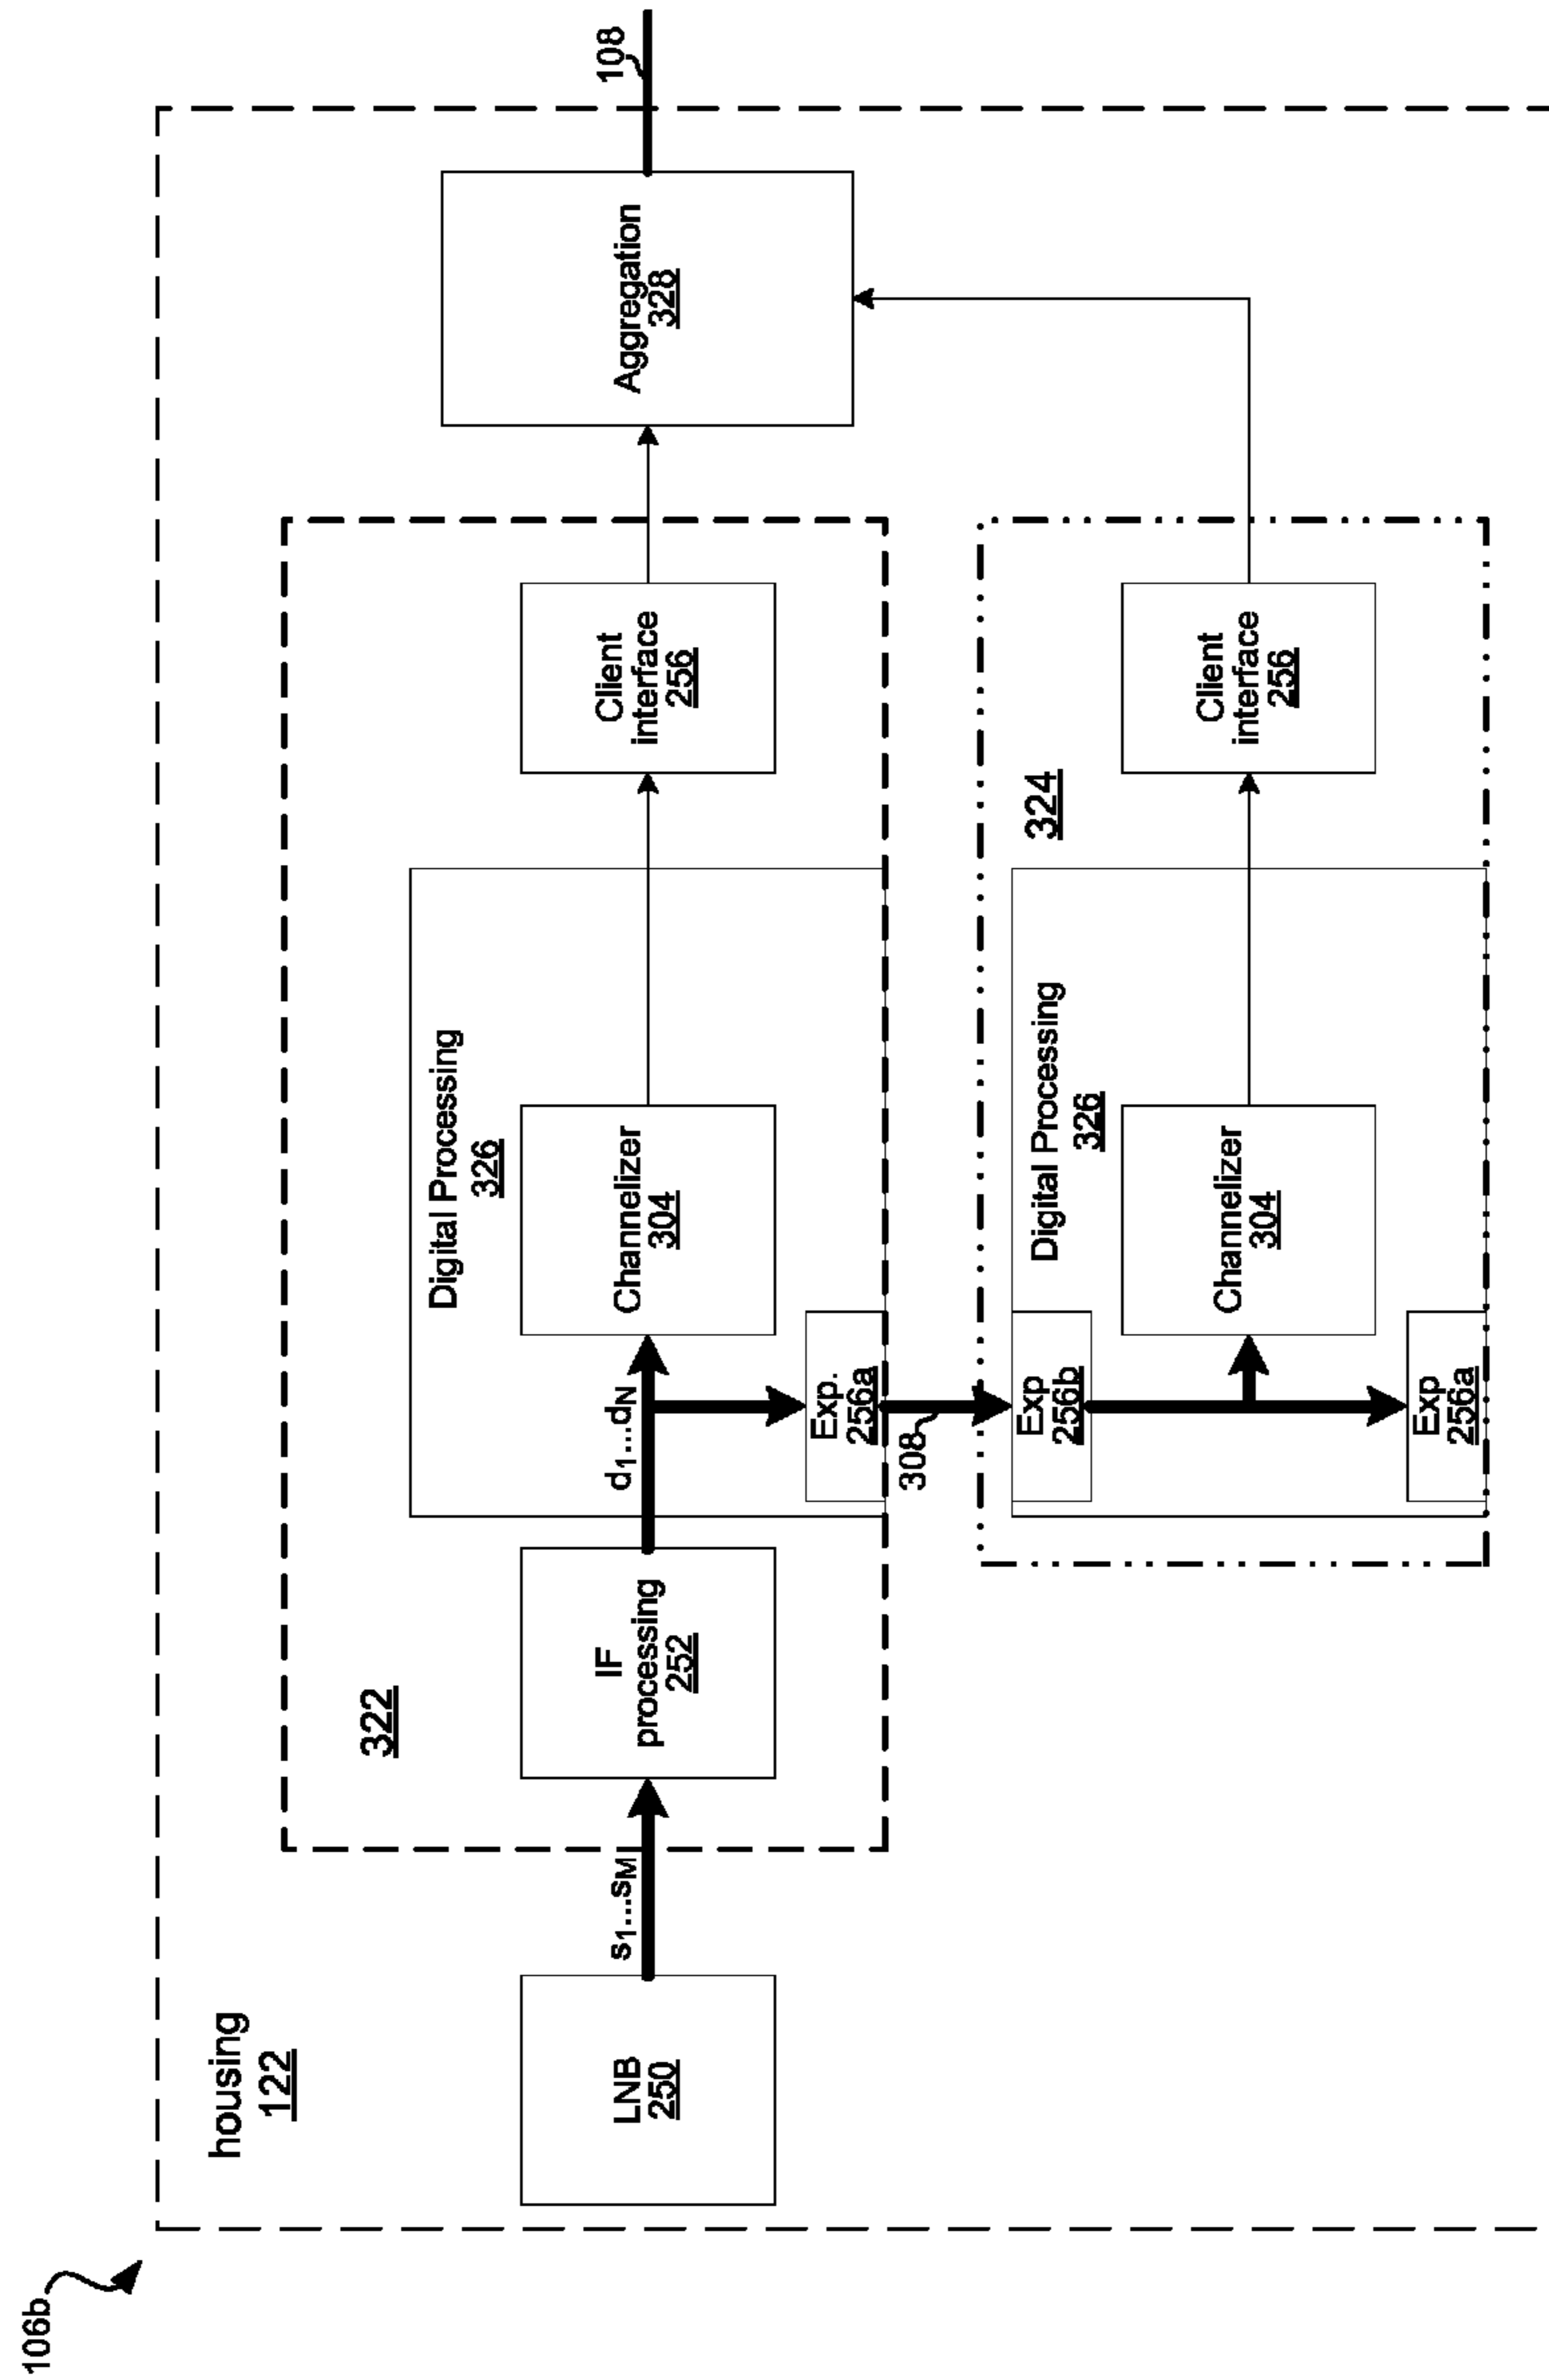 106b
housing
122
322
LNB
250
s1...sM
IF
processing
252
d1...dN
Digital Processing
326
Channelizer
304
Exp.
256a
Client
interface
256
Aggregation
328
108
308
324
Exp
256b
Digital Processing
326
Channelizer
304
Exp
256a
Client
interface
256